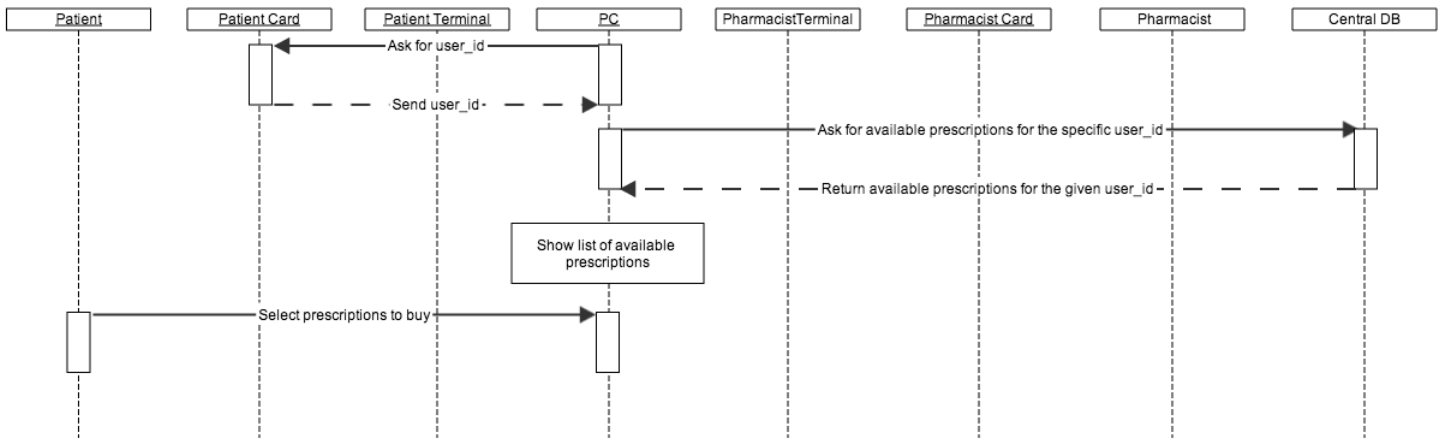 Patient
Patient Card
Patient Terminal
PC
PharmacistTerminal
Pharmacist Card
Pharmacist
Central DB
Ask for user_id
Send user_id
Ask for available prescriptions for the specific user_id
Return available prescriptions for the given user_id
Show list of available
prescriptions
Select prescriptions to buy